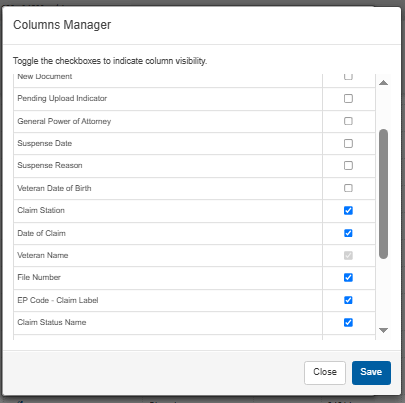 Columns Manager
Toggle the checkboxes to indicate column visibility.
New Document
Pending Upload Indicator
General Power of Attorney
Suspense Date
Suspense Reason
Veteran Date of Birth
Claim Station
Date of Claim
Veteran Name
File Number
EP Code - Claim Label
Claim Status Name
Close Save